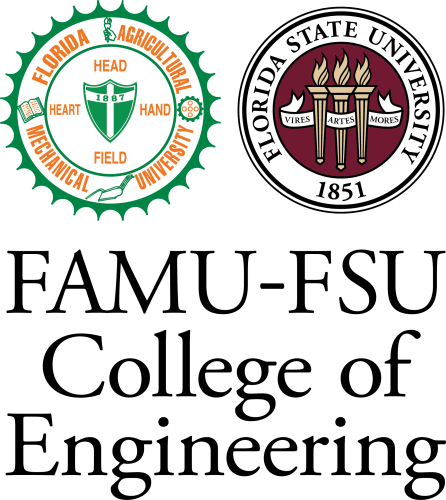 FLORIDA AGRICULTURAL
MECHANICAL UNIVERSITY
HEAD
1887
HEART HAND
FIELD
FLORIDA STATE UNIVERSITY
VIRES ARTES MORES
1851
FAMU-FSU
College of
Engineering